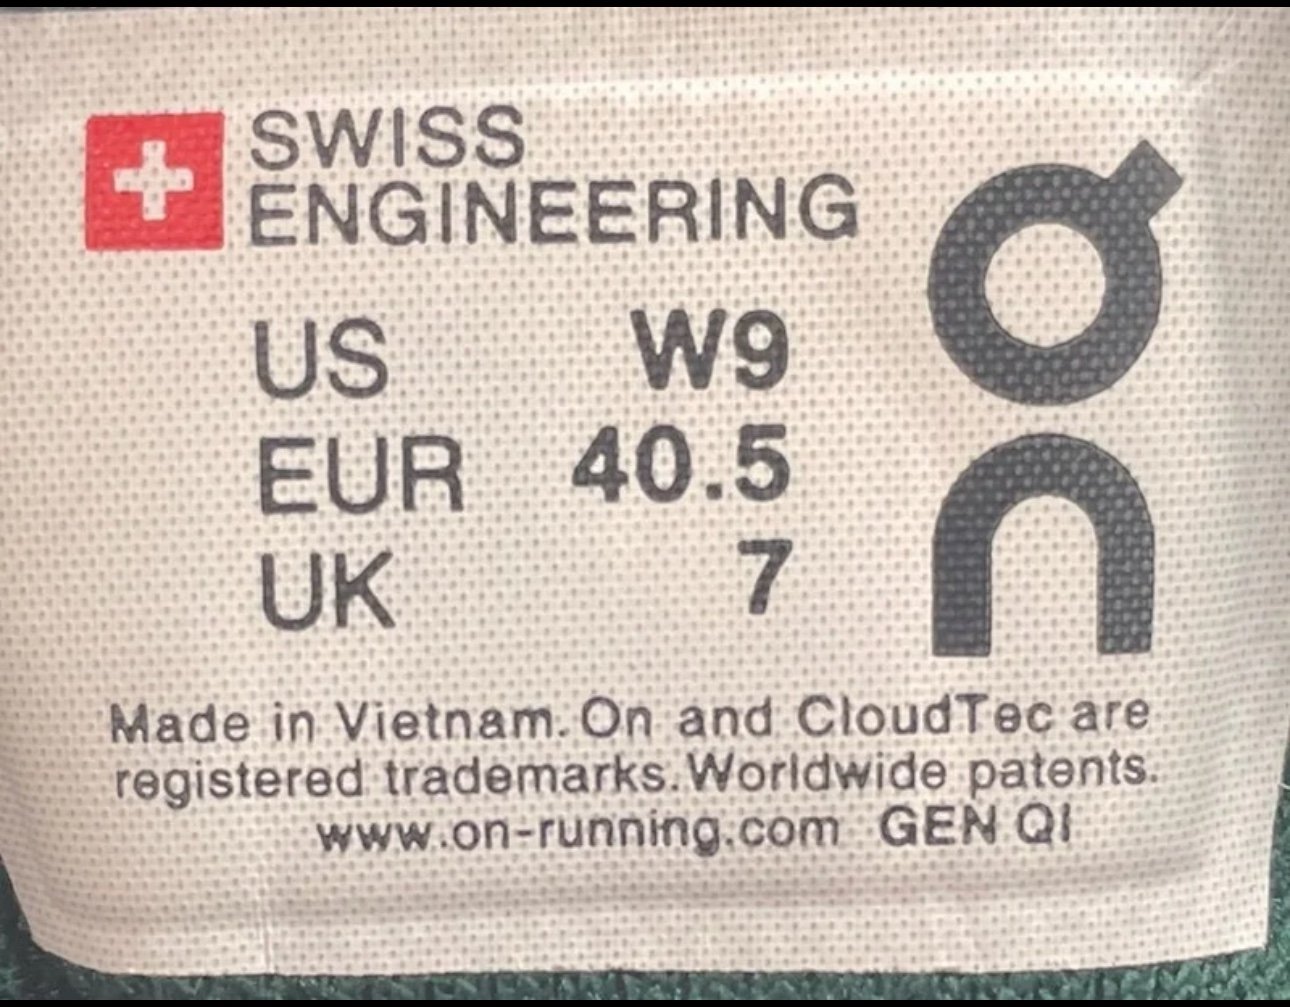 SWISS
ENGINEERING
US W9
EUR 40.5
UK 7
On
Made in Vietnam. On and CloudTec are
registered trademarks. Worldwide patents.
www.on-running.com GEN QI